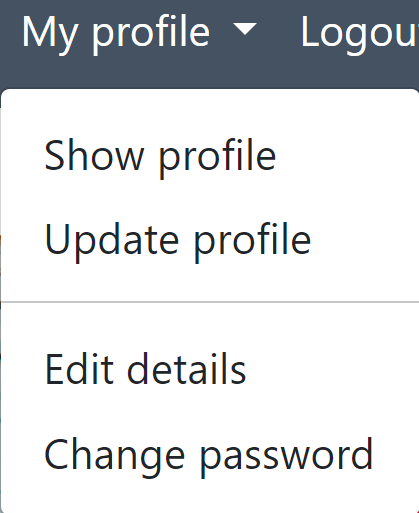 My profile Logou
Show profile
Update profile
Edit details
Change password